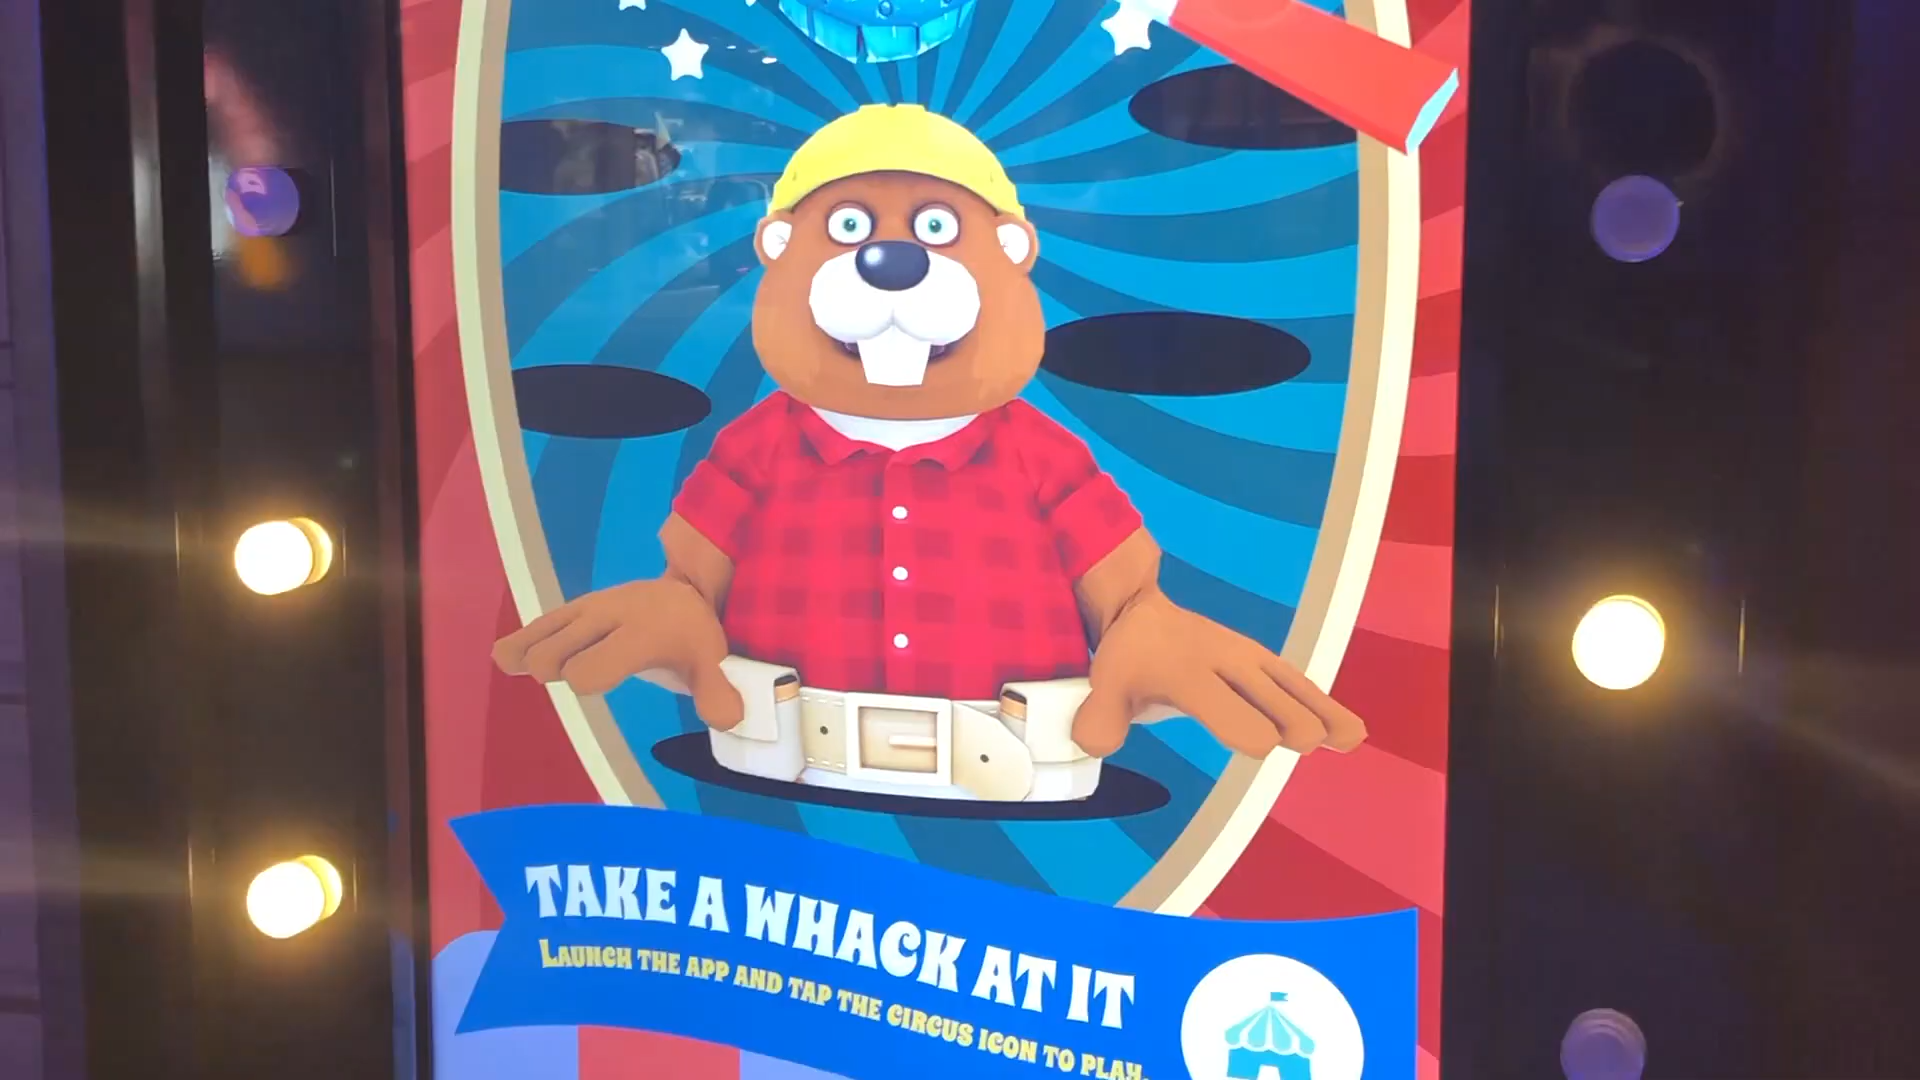 TAKE A WHACK AT IT
LAUNCH THE APP AND TAP THE CIRCUS ICON TO PLAY.